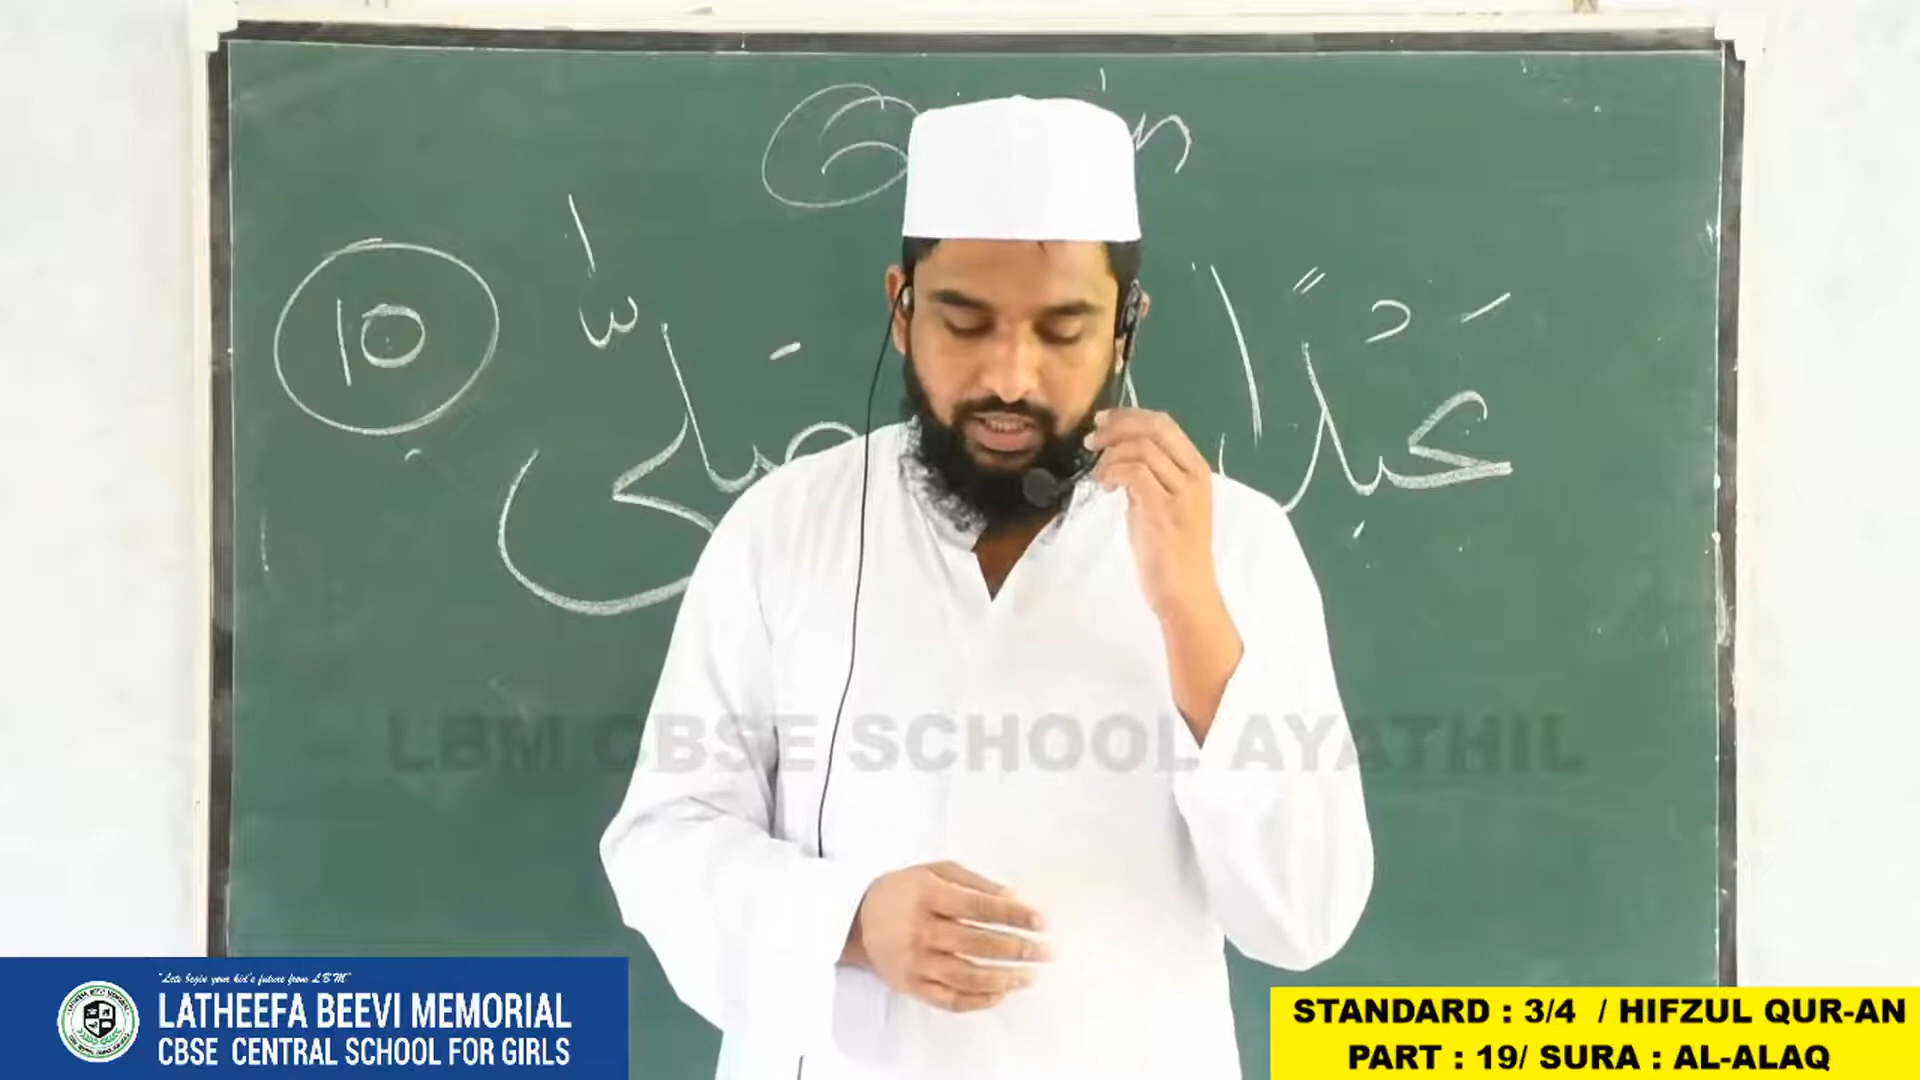 عَبْدًا صَلّٰى
10
LBM CBSE SCHOOL AYATHIL
"Lets begin your kid's future from LBM"
LATHEEFA BEEVI MEMORIAL
CBSE CENTRAL SCHOOL FOR GIRLS
STANDARD : 3/4 / HIFZUL QUR-AN
PART : 19/ SURA : AL-ALAQ